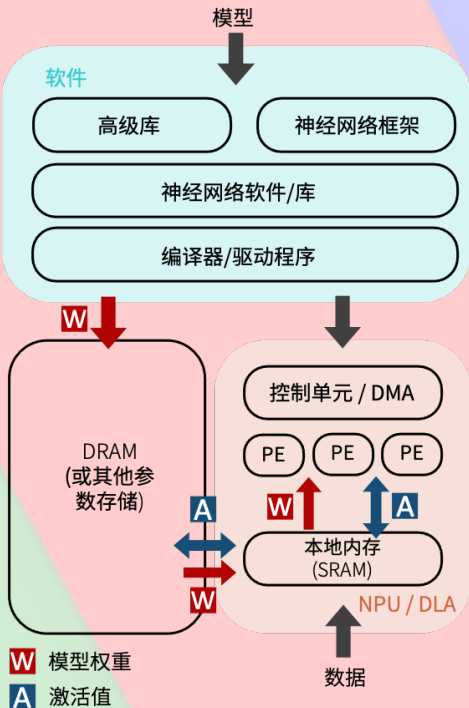 模型
软件
高级库
神经网络框架
神经网络软件/库
编译器/驱动程序
W
控制单元 / DMA
PE
PE
PE
DRAM
(或其他参
数存储)
A
W
A
本地内存
(SRAM)
W
NPU / DLA
W 模型权重
数据
A 激活值